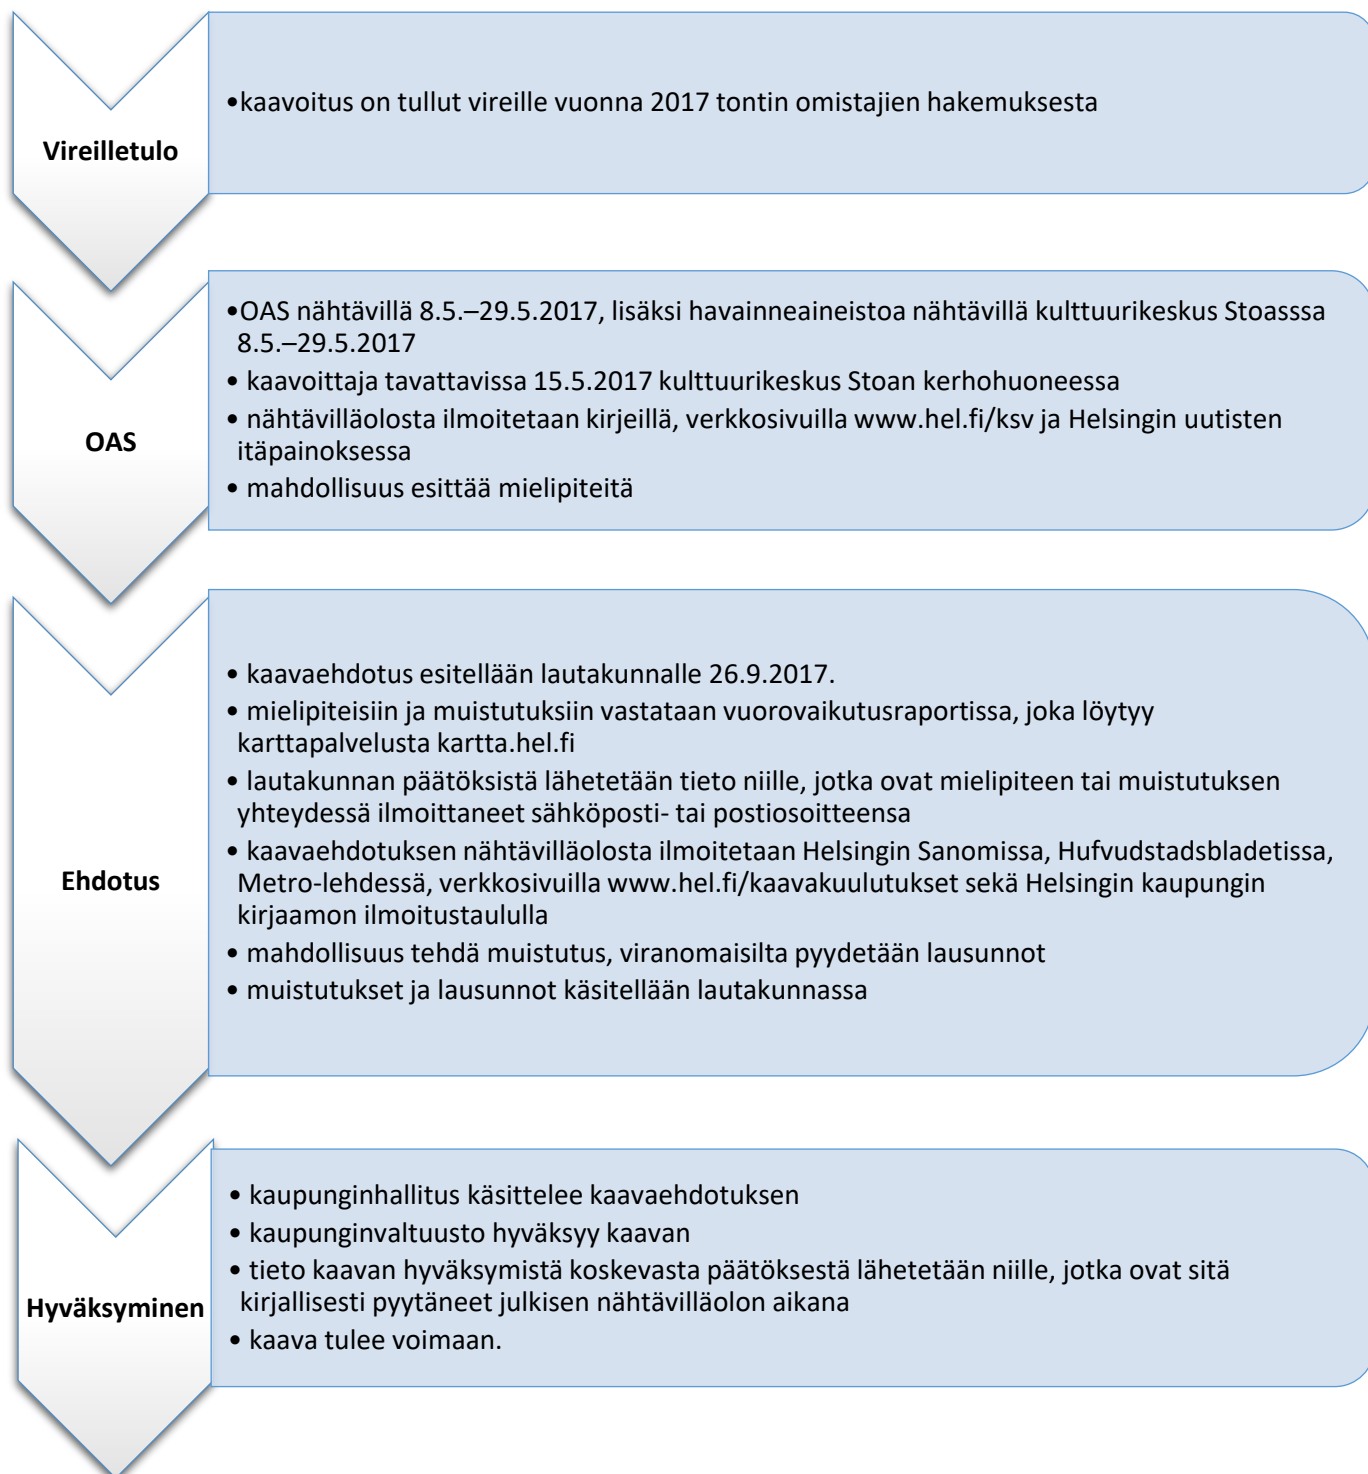 Vireilletulo
•kaavoitus on tullut vireille vuonna 2017 tontin omistajien hakemuksesta
OAS
•OAS nähtävillä 8.5.–29.5.2017, lisäksi havainneaineistoa nähtävillä kulttuurikeskus Stoasssa
8.5.–29.5.2017
• kaavoittaja tavattavissa 15.5.2017 kulttuurikeskus Stoan kerhohuoneessa
• nähtävilläolosta ilmoitetaan kirjeillä, verkkosivuilla www.hel.fi/ksv ja Helsingin uutisten
itäpainoksessa
• mahdollisuus esittää mielipiteitä
Ehdotus
• kaavaehdotus esitellään lautakunnalle 26.9.2017.
• mielipiteisiin ja muistutuksiin vastataan vuorovaikutusraportissa, joka löytyy
karttapalvelusta kartta.hel.fi
• lautakunnan päätöksistä lähetetään tieto niille, jotka ovat mielipiteen tai muistutuksen
yhteydessä ilmoittaneet sähköposti- tai postiosoitteensa
• kaavaehdotuksen nähtävilläolosta ilmoitetaan Helsingin Sanomissa, Hufvudstadsbladetissa,
Metro-lehdessä, verkkosivuilla www.hel.fi/kaavakuulutukset sekä Helsingin kaupungin
kirjaamon ilmoitustaululla
• mahdollisuus tehdä muistutus, viranomaisilta pyydetään lausunnot
• muistutukset ja lausunnot käsitellään lautakunnassa
Hyväksyminen
• kaupunginhallitus käsittelee kaavaehdotuksen
• kaupunginvaltuusto hyväksyy kaavan
• tieto kaavan hyväksymistä koskevasta päätöksestä lähetetään niille, jotka ovat sitä
kirjallisesti pyytäneet julkisen nähtävilläolon aikana
• kaava tulee voimaan.